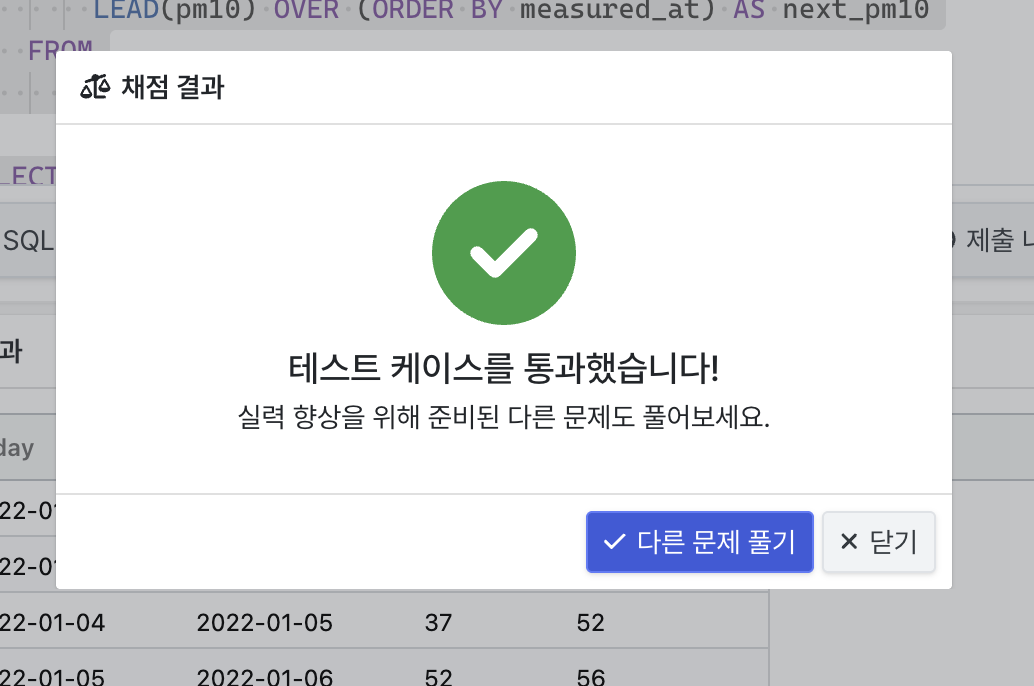 LEAD(pm10) OVER (ORDER BY measured_at) AS next_pm10
FROM
채점 결과
LECT
SQL
제출
테스트 케이스를 통과했습니다!
실력 향상을 위해 준비된 다른 문제도 풀어보세요.
과
day
22-01
다른 문제 풀기 닫기
22-01
22-01-04 2022-01-05 37 52
22-01-05 2022-01-06 52 56